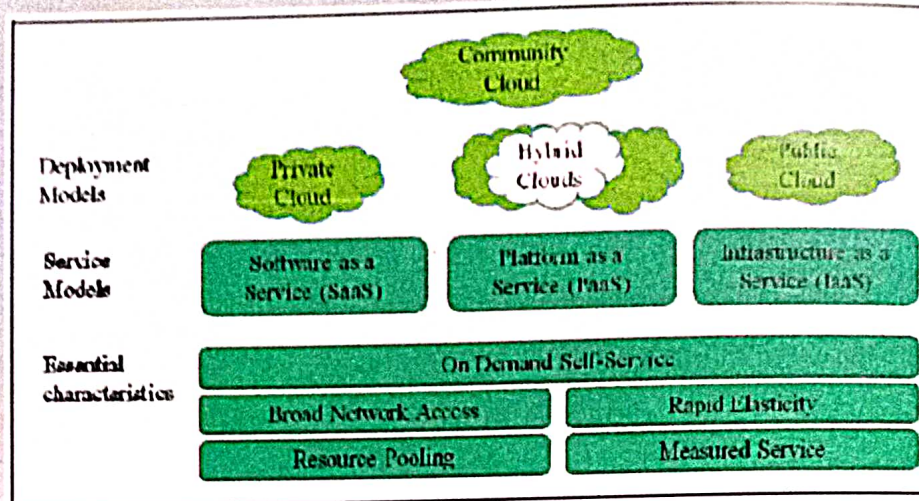 Community
Cloud
Deployment
Models
Private
Cloud
Hybrid
Clouds
Public
Cloud
Service
Models
Software as a
Service (SaaS)
Platform as a
Service (PaaS)
Infrastructure as a
Service (IaaS)
Essential
characteristics
On Demand Self-Service
Broad Network Access
Rapid Elasticity
Resource Pooling
Measured Service